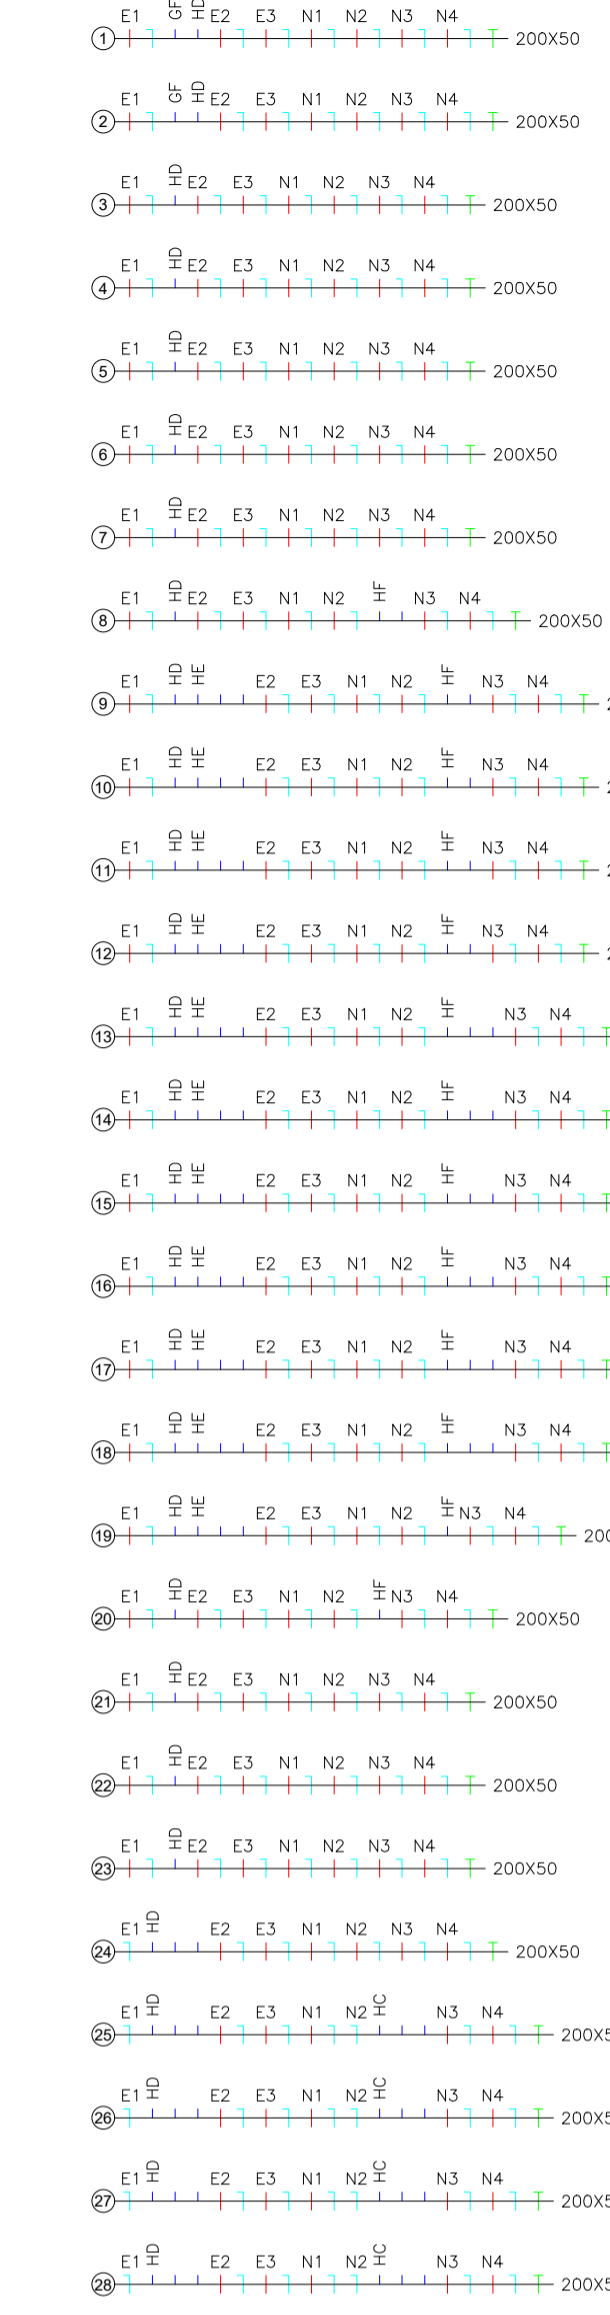 E1 GF HD E2 E3 N1 N2 N3 N4
1 200X50
E1 GF HD E2 E3 N1 N2 N3 N4
2 200X50
E1 HD E2 E3 N1 N2 N3 N4
3 200X50
E1 HD E2 E3 N1 N2 N3 N4
4 200X50
E1 HD E2 E3 N1 N2 N3 N4
5 200X50
E1 HD E2 E3 N1 N2 N3 N4
6 200X50
E1 HD E2 E3 N1 N2 N3 N4
7 200X50
E1 HD E2 E3 N1 N2 HF N3 N4
8 200X50
E1 HD HE E2 E3 N1 N2 HF N3 N4
9
E1 HD HE E2 E3 N1 N2 HF N3 N4
10
E1 HD HE E2 E3 N1 N2 HF N3 N4
11
E1 HD HE E2 E3 N1 N2 HF N3 N4
12
E1 HD HE E2 E3 N1 N2 HF N3 N4
13
E1 HD HE E2 E3 N1 N2 HF N3 N4
14
E1 HD HE E2 E3 N1 N2 HF N3 N4
15
E1 HD HE E2 E3 N1 N2 HF N3 N4
16
E1 HD HE E2 E3 N1 N2 HF N3 N4
17
E1 HD HE E2 E3 N1 N2 HF N3 N4
18
E1 HD HE E2 E3 N1 N2 HF N3 N4
19 200
E1 HD E2 E3 N1 N2 HF N3 N4
20 200X50
E1 HD E2 E3 N1 N2 N3 N4
21 200X50
E1 HD E2 E3 N1 N2 N3 N4
22 200X50
E1 HD E2 E3 N1 N2 N3 N4
23 200X50
E1 HD E2 E3 N1 N2 N3 N4
24 200X50
E1 HD E2 E3 N1 N2 HC N3 N4
25 200X5
E1 HD E2 E3 N1 N2 HC N3 N4
26 200X5
E1 HD E2 E3 N1 N2 HC N3 N4
27 200X5
E1 HD E2 E3 N1 N2 HC N3 N4
28 200X5